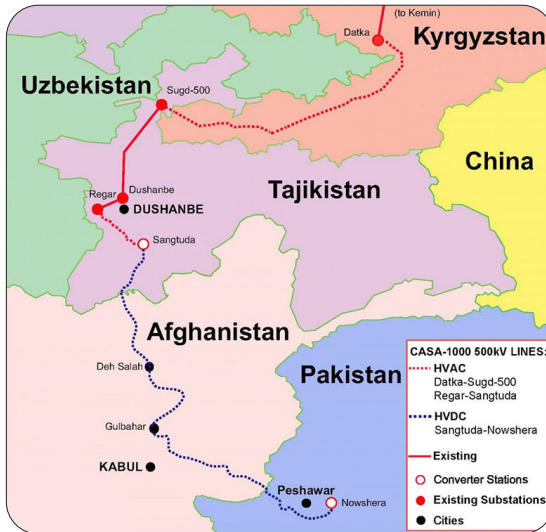 (to Kemin)
Datka
Kyrgyzstan
Uzbekistan
Sugd-500
China
Regar
Dushanbe
DUSHANBE
Tajikistan
Sangtuda
Afghanistan
Deh Salah
Pakistan
Gulbahar
KABUL
Peshawar
Nowshera
CASA-1000 500kV LINES:
HVAC
Datka-Sugd-500
Regar-Sangtuda
HVDC
Sangtuda-Nowshera
Existing
Converter Stations
Existing Substations
Cities